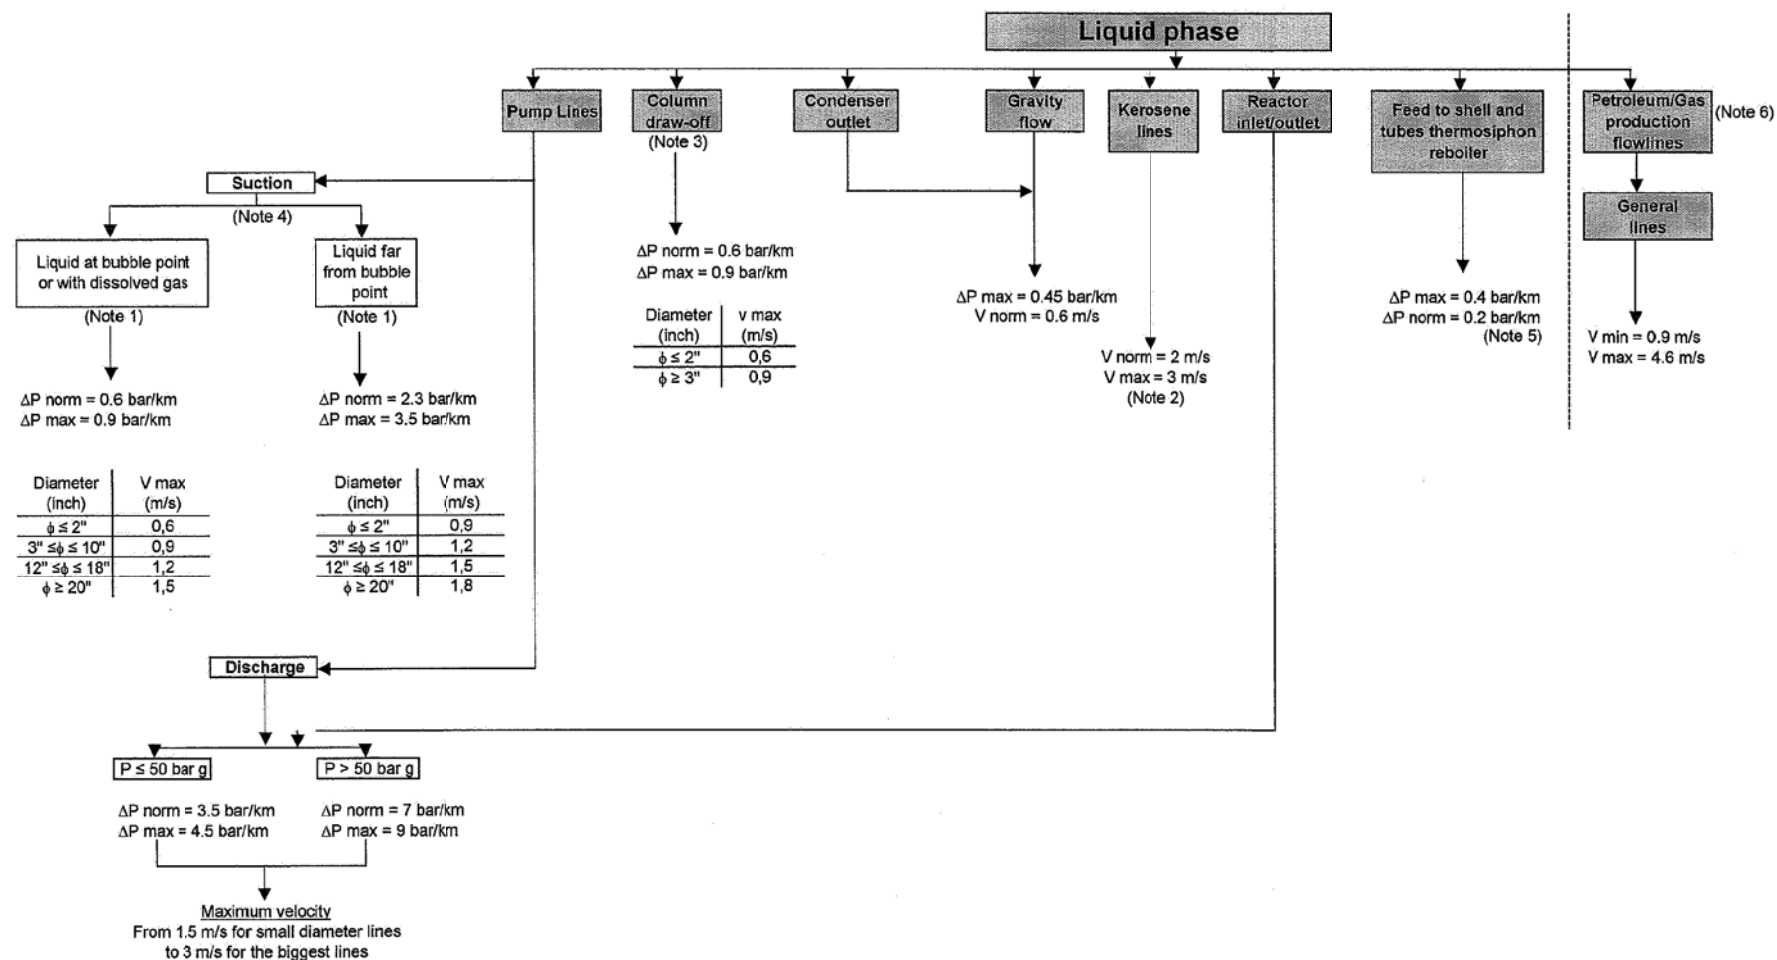 Liquid phase
Pump Lines
Column
draw-off
(Note 3)
Condenser
outlet
Gravity
flow
Kerosene
lines
Reactor
inlet/outlet
Feed to shell and
tubes thermosiphon
reboiler
Petroleum/Gas
production
flowlines
(Note 6)
General
lines
Suction
(Note 4)
Liquid at bubble point
or with dissolved gas
(Note 1)
Liquid far
from bubble
point
(Note 1)
ΔP norm = 0.6 bar/km
ΔP max = 0.9 bar/km
Diameter v max
(inch) (m/s)
ϕ ≤ 2" 0,6
ϕ ≥ 3" 0,9
ΔP max = 0.45 bar/km
V norm = 0.6 m/s
V norm = 2 m/s
V max = 3 m/s
(Note 2)
ΔP max = 0.4 bar/km
ΔP norm = 0.2 bar/km
(Note 5)
V min = 0.9 m/s
V max = 4.6 m/s
ΔP norm = 0.6 bar/km
ΔP max = 0.9 bar/km
Diameter V max
(inch) (m/s)
ϕ ≤ 2" 0,6
3" ≤ϕ ≤ 10" 0,9
12" ≤ϕ ≤ 18" 1,2
ϕ ≥ 20" 1,5
ΔP norm = 2.3 bar/km
ΔP max = 3.5 bar/km
Diameter V max
(inch) (m/s)
ϕ ≤ 2" 0,9
3" ≤ϕ ≤ 10" 1,2
12" ≤ϕ ≤ 18" 1,5
ϕ ≥ 20" 1,8
Discharge
P ≤ 50 bar g
P > 50 bar g
ΔP norm = 3.5 bar/km
ΔP max = 4.5 bar/km
ΔP norm = 7 bar/km
ΔP max = 9 bar/km
Maximum velocity
From 1.5 m/s for small diameter lines
to 3 m/s for the biggest lines